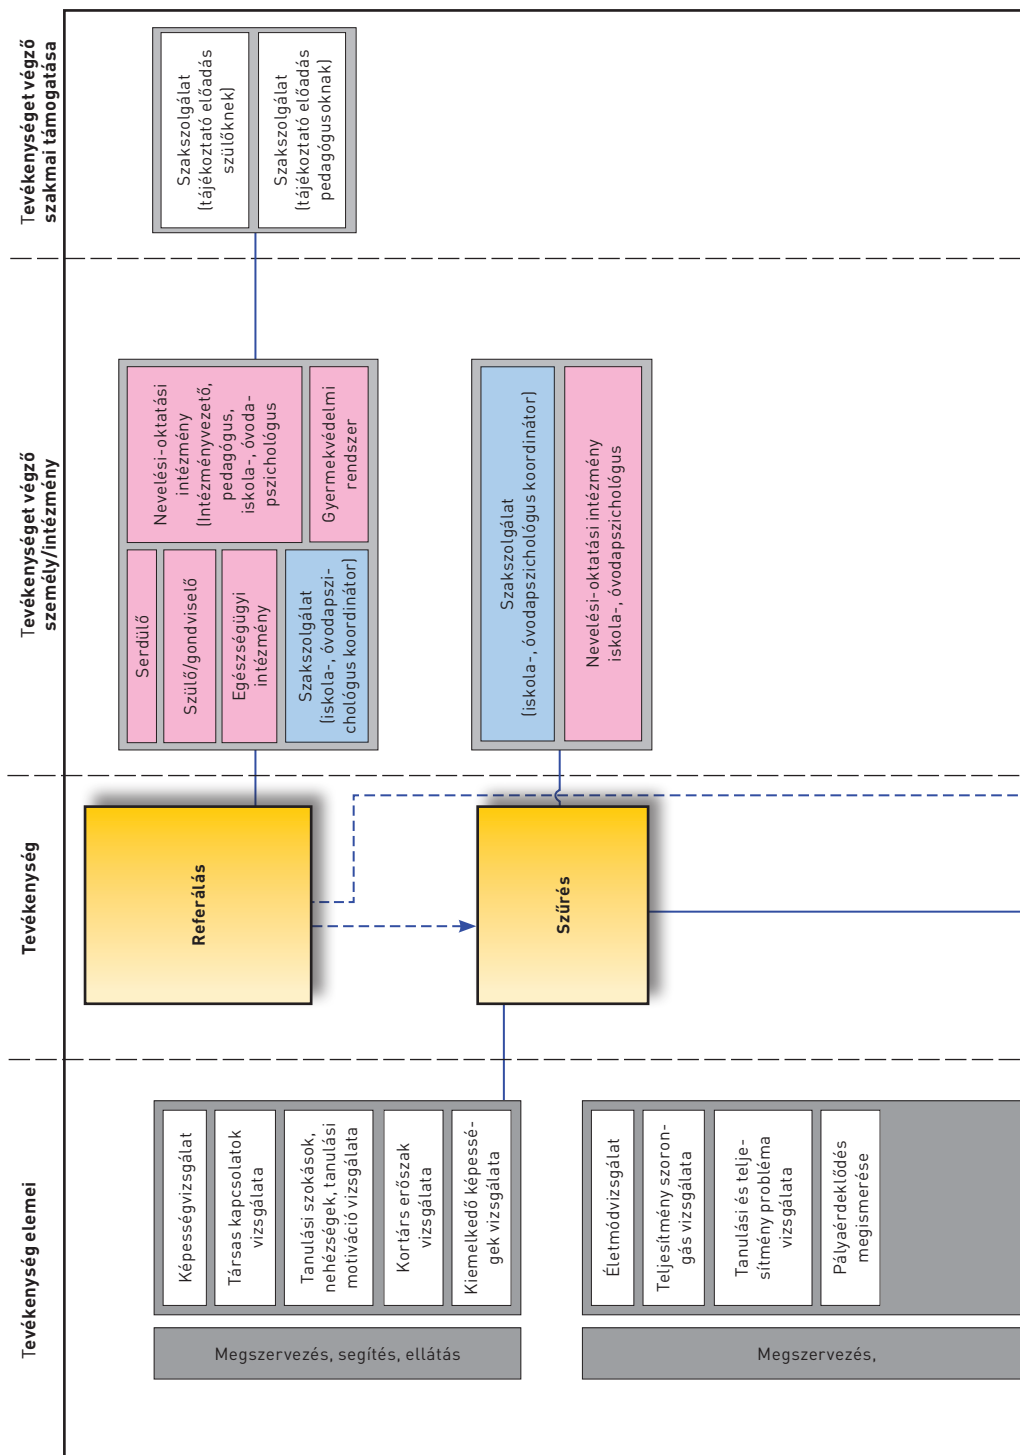 Tevékenység elemei
Tevékenység
Tevékenységet végző
személy/intézmény
Tevékenységet végző
szakmai támogatása
Megszervezés, segítés, ellátás
Képességvizsgálat
Társas kapcsolatok
vizsgálata
Tanulási szokások,
nehézségek, tanulási
motiváció vizsgálata
Kortárs erőszak
vizsgálata
Kiemelkedő képessé-
gek vizsgálata
Referálás
Serdülő
Szülő/gondviselő
Egészségügyi
intézmény
Szakszolgálat
(iskola-, óvodapszi-
chológus koordinátor)
Nevelési-oktatási
intézmény
(Intézményvezető,
pedagógus,
iskola-, óvoda-
pszichológus
Gyermekvédelmi
rendszer
Szakszolgálat
(tájékoztató előadás
szülőknek)
Szakszolgálat
(tájékoztató előadás
pedagógusoknak)
Megszervezés,
Életmódvizsgálat
Teljesítmény szoron-
gás vizsgálata
Tanulási és telje-
sítmény probléma
vizsgálata
Pályaérdeklődés
megismerése
Szűrés
Szakszolgálat
(iskola-, óvodapszichológus koordinátor)
Nevelési-oktatási intézmény
iskola-, óvodapszichológus